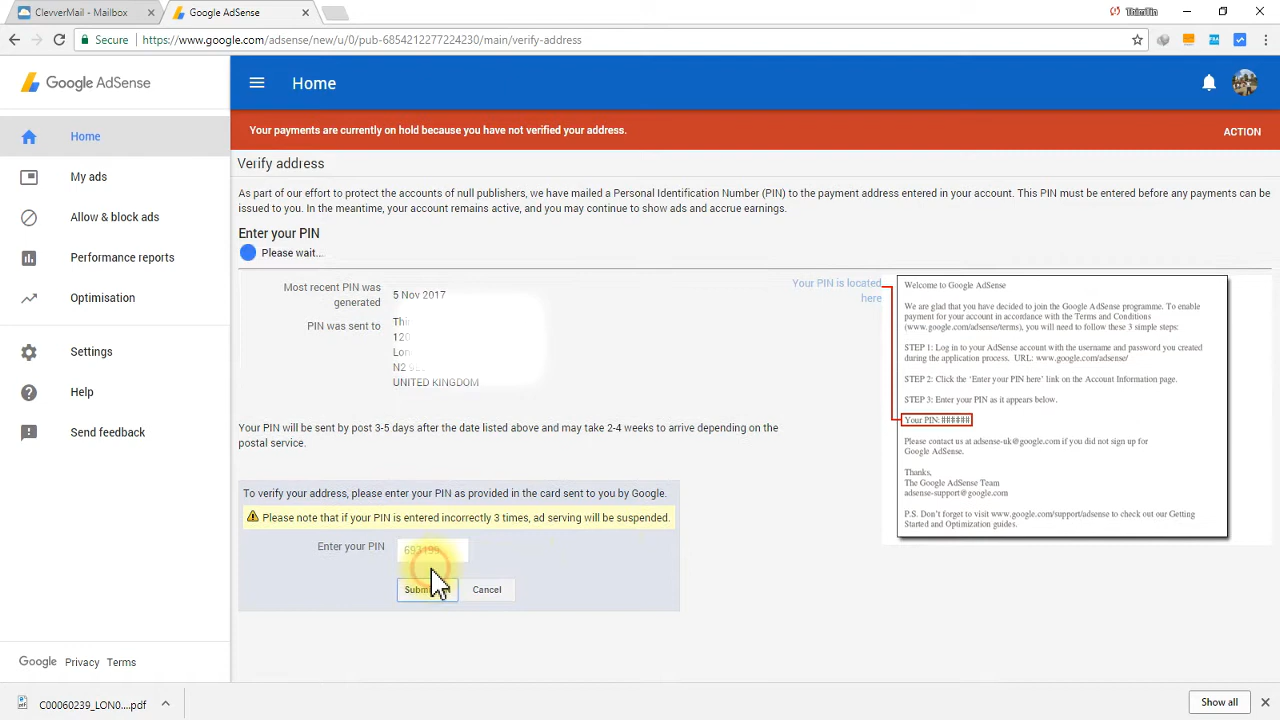 ClevverMail - Mailbox
Google AdSense
ThimTin
Secure
https://www.google.com/adsense/new/u/0/pub-6854212277224230/main/verify-address
Google AdSense
Home
Your payments are currently on hold because you have not verified your address.
ACTION
Home
My ads
Allow & block ads
Performance reports
Optimisation
Settings
Help
Send feedback
Google
Privacy
Terms
Verify address
As part of our effort to protect the accounts of null publishers, we have mailed a Personal Identification Number (PIN) to the payment address entered in your account. This PIN must be entered before any payments can be
issued to you. In the meantime, your account remains active, and you may continue to show ads and accrue earnings.
Enter your PIN
Please wait...
Most recent PIN was
generated
5 Nov 2017
PIN was sent to
Thi
120
Lon
N2
UNITED KINGDOM
Your PIN will be sent by post 3-5 days after the date listed above and may take 2-4 weeks to arrive depending on the
postal service.
To verify your address, please enter your PIN as provided in the card sent to you by Google.
Please note that if your PIN is entered incorrectly 3 times, ad serving will be suspended.
Enter your PIN
Cancel
Your PIN is located
here
Welcome to Google AdSense
We are glad that you have decided to join the Google AdSense programme. To enable
payment for your account in accordance with the Terms and Conditions
(www.google.com/adsense/terms), you will need to follow these 3 simple steps:
STEP 1: Log in to your AdSense account with the username and password you created
during the application process. URL: www.google.com/adsense/
STEP 2: Click the 'Enter your PIN here' link on the Account Information page.
STEP 3: Enter your PIN as it appears below.
Your PIN: ######
Please contact us at adsense-uk@google.com if you did not sign up for
Google AdSense.
Thanks,
The Google AdSense Team
adsense-support@google.com
P.S. Don't forget to visit www.google.com/support/adsense to check out our Getting
Started and Optimization guides.
C00060239_LON0....pdf
Show all